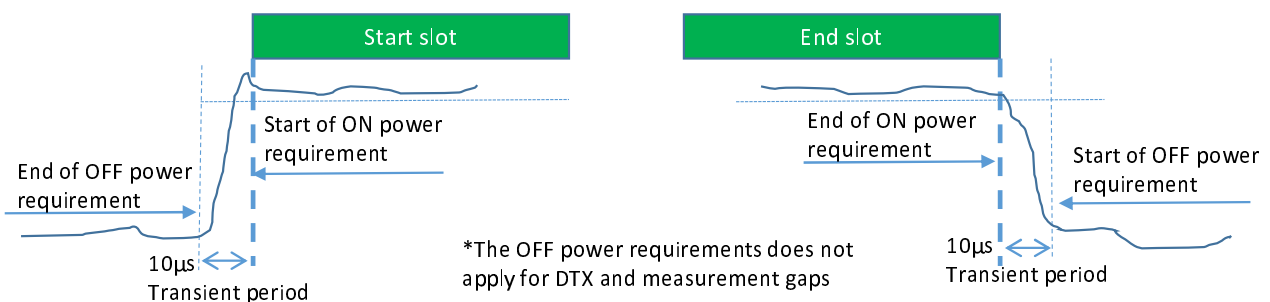 Start slot
End slot
Start of ON power
requirement
End of ON power
requirement
End of OFF power
requirement
Start of OFF power
requirement
10µs
Transient period
*The OFF power requirements does not
apply for DTX and measurement gaps
10µs
Transient period